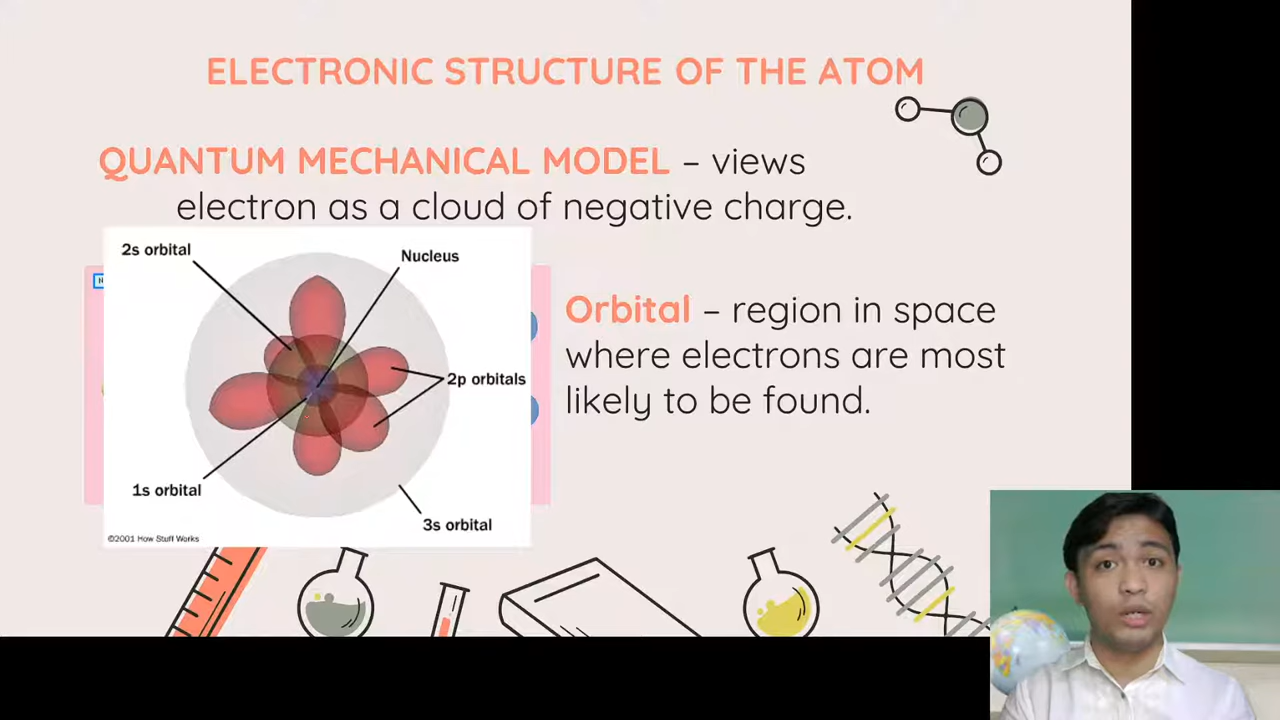 ELECTRONIC STRUCTURE OF THE ATOM
QUANTUM MECHANICAL MODEL – views
electron as a cloud of negative charge.
2s orbital
Nucleus
Orbital – region in space
where electrons are most
likely to be found.
2p orbitals
1s orbital
3s orbital
©2001 How Stuff Works